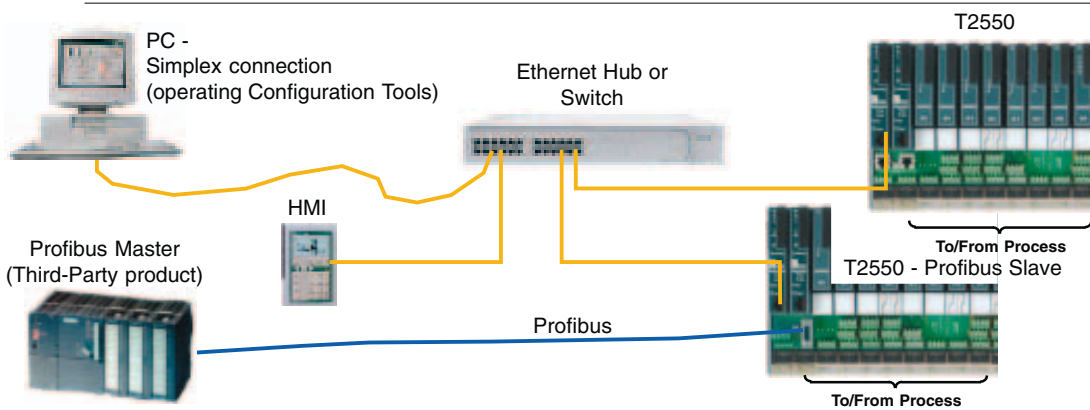 T2550
PC -
Simplex connection
(operating Configuration Tools)
Ethernet Hub or
Switch
HMI
To/From Process
Profibus Master
(Third-Party product)
T2550 - Profibus Slave
Profibus
To/From Process